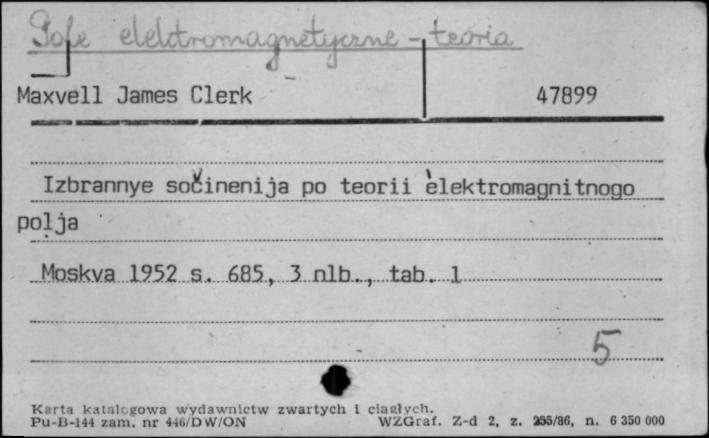 Pole elektromagnetyczne - teoria
Maxvell James Clerk 47899
Izbrannye sočinenija po teorii èlektromagnitnogo
polja
Moskva 1952 s. 685, 3 nlb., tab. 1
5
Karta katalogowa wydawnictw zwartych i ciągłych.
Pu-B-144 zam. nr 446/DW/ON WZGraf. Z-d 2, z. 255/86, n. 6 350 000